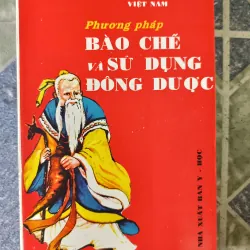 VIỆT NAM
Phương pháp
BÀO CHẾ
VÀ SỬ DỤNG
ĐÔNG DƯỢC
NHÀ XUẤT BẢN Y - HỌC